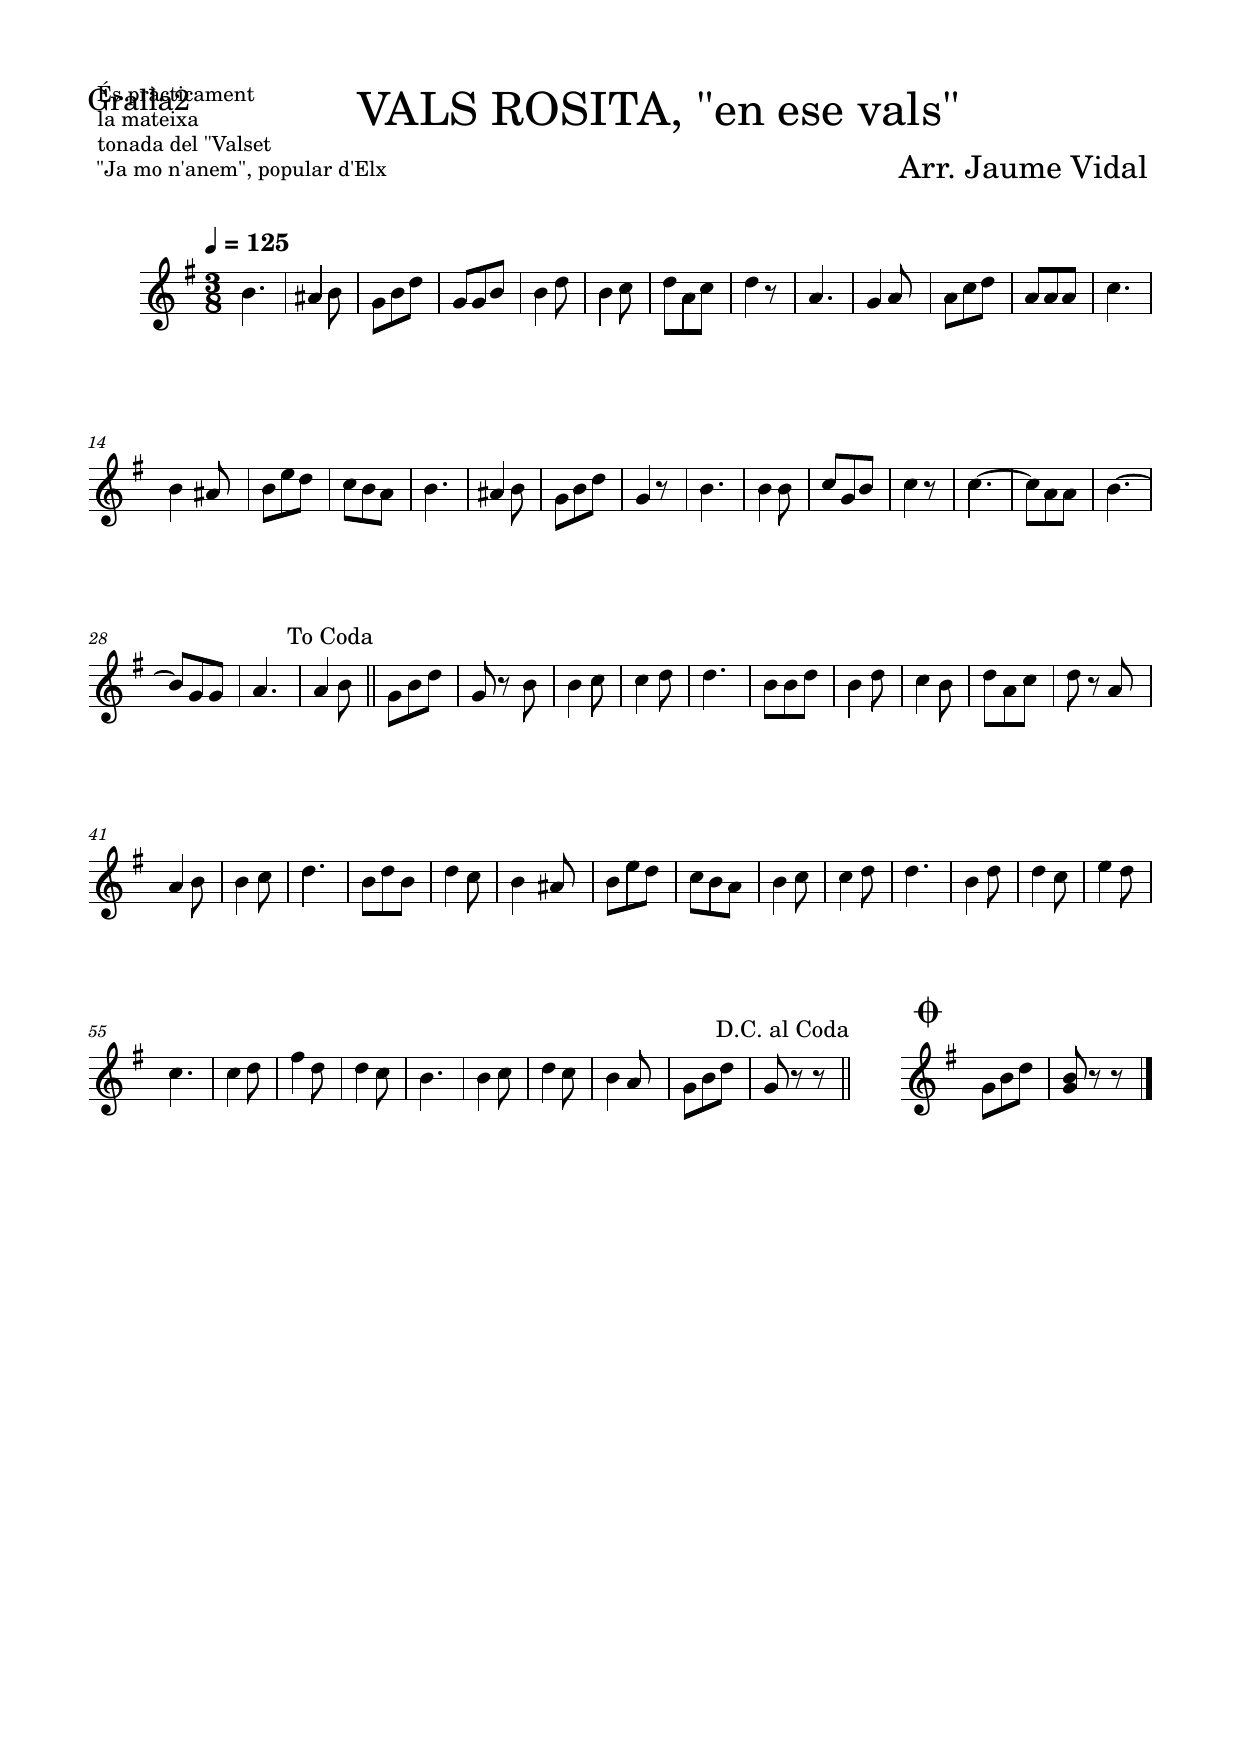 Gralla2
És pràcticament
la mateixa
tonada del "Valset
"Ja mo n'anem", popular d'Elx
VALS ROSITA, "en ese vals"
Arr. Jaume Vidal
= 125
3
8
14
28
To Coda
41
55
D.C. al Coda